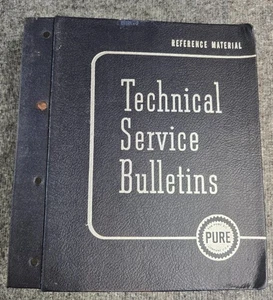 REFERENCE MATERIAL
Technical
Service
Bulletins
PURE